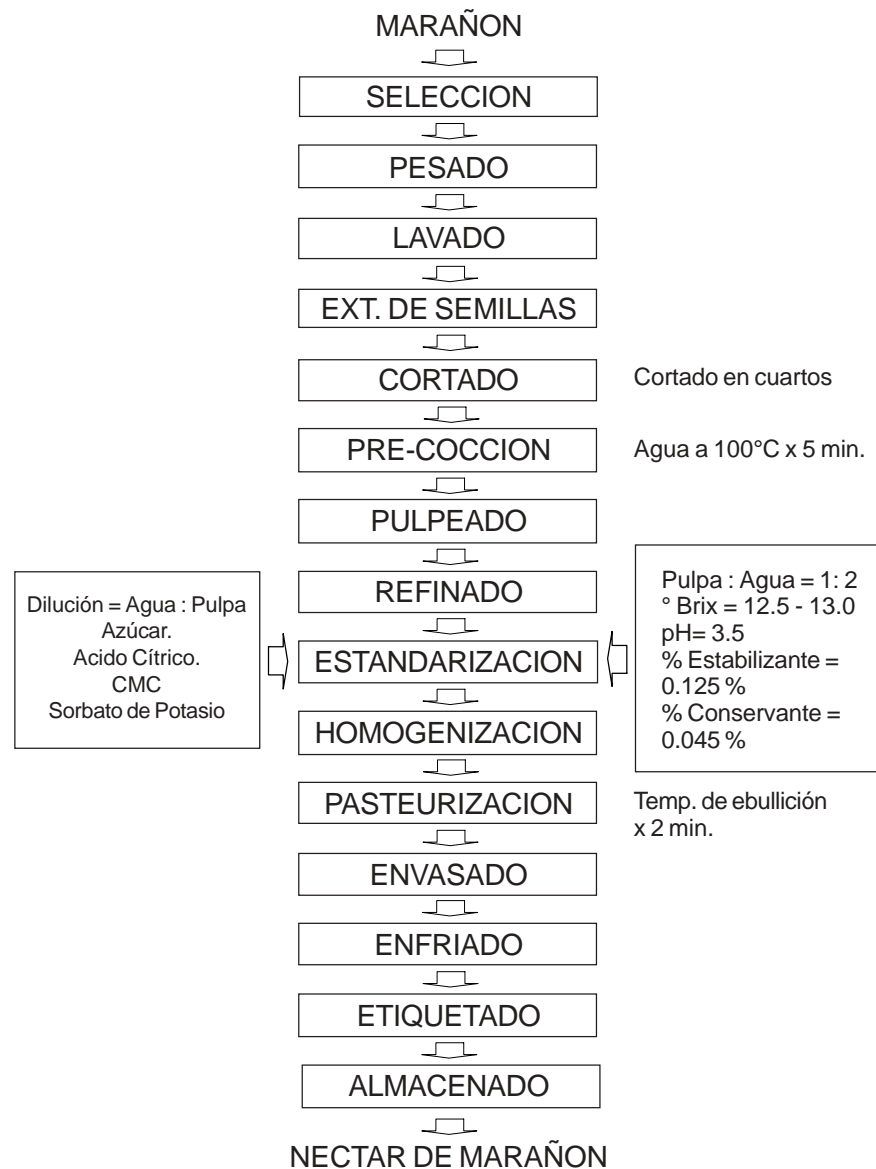 MARAÑON
SELECCION
PESADO
LAVADO
EXT. DE SEMILLAS
CORTADO
Cortado en cuartos
PRE-COCCION
Agua a 100°C x 5 min.
PULPEADO
REFINADO
Dilución = Agua : Pulpa
Azúcar.
Acido Cítrico.
CMC
Sorbato de Potasio
ESTANDARIZACION
Pulpa : Agua = 1: 2
° Brix = 12.5 - 13.0
pH= 3.5
% Estabilizante =
0.125 %
% Conservante =
0.045 %
HOMOGENIZACION
PASTEURIZACION
Temp. de ebullición
x 2 min.
ENVASADO
ENFRIADO
ETIQUETADO
ALMACENADO
NECTAR DE MARAÑON